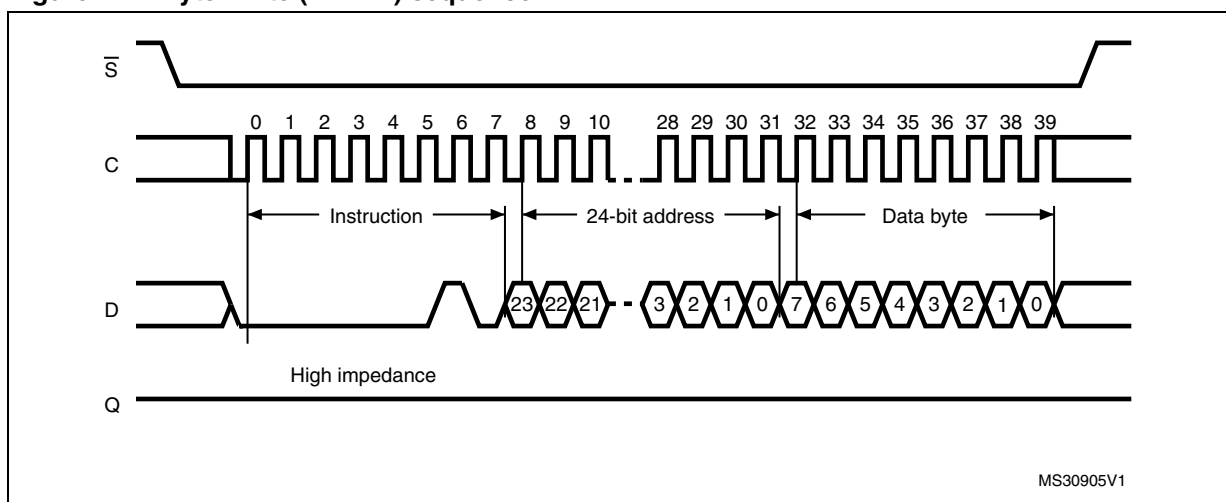 S
0 1 2 3 4 5 6 7 8 9 10 28 29 30 31 32 33 34 35 36 37 38 39
C
Instruction 24-bit address Data byte
D 23 22 21 3 2 1 0 7 6 5 4 3 2 1 0
High impedance
Q
MS30905V1